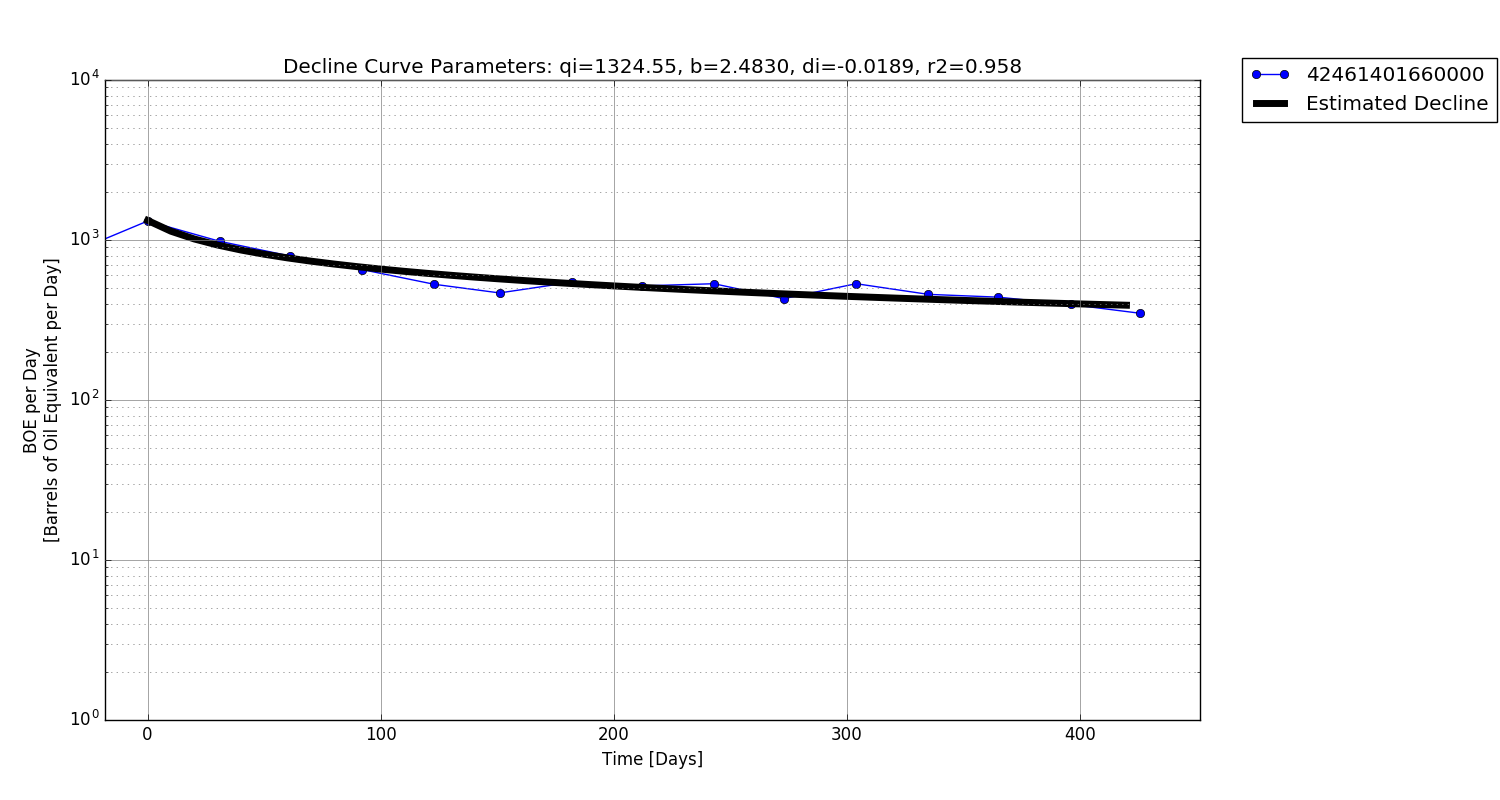 Decline Curve Parameters: qi=1324.55, b=2.4830, di=-0.0189, r2=0.958
42461401660000
Estimated Decline
BOE per Day
[Barrels of Oil Equivalent per Day]
10^4
10^3
10^2
10^1
10^0
0 100 200 300 400
Time [Days]